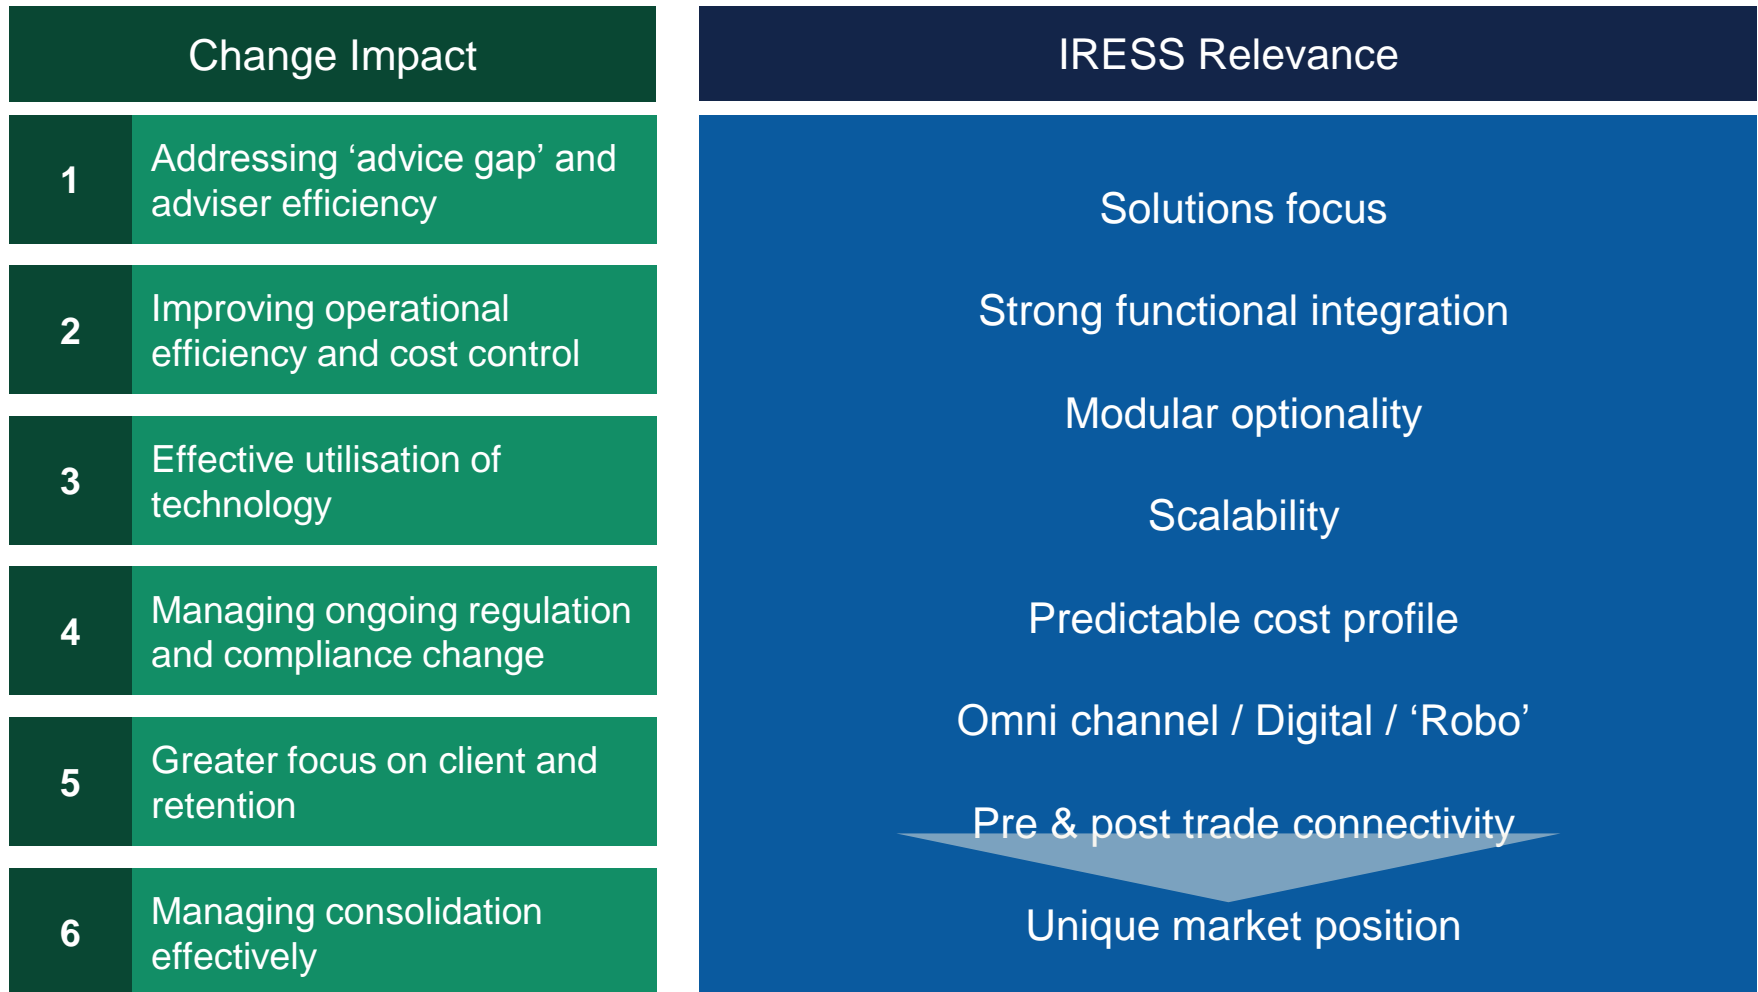 Change Impact
IRESS Relevance
1
Addressing ‘advice gap’ and
adviser efficiency
2
Improving operational
efficiency and cost control
3
Effective utilisation of
technology
4
Managing ongoing regulation
and compliance change
5
Greater focus on client and
retention
6
Managing consolidation
effectively
Solutions focus
Strong functional integration
Modular optionality
Scalability
Predictable cost profile
Omni channel / Digital / ‘Robo’
Pre & post trade connectivity
Unique market position